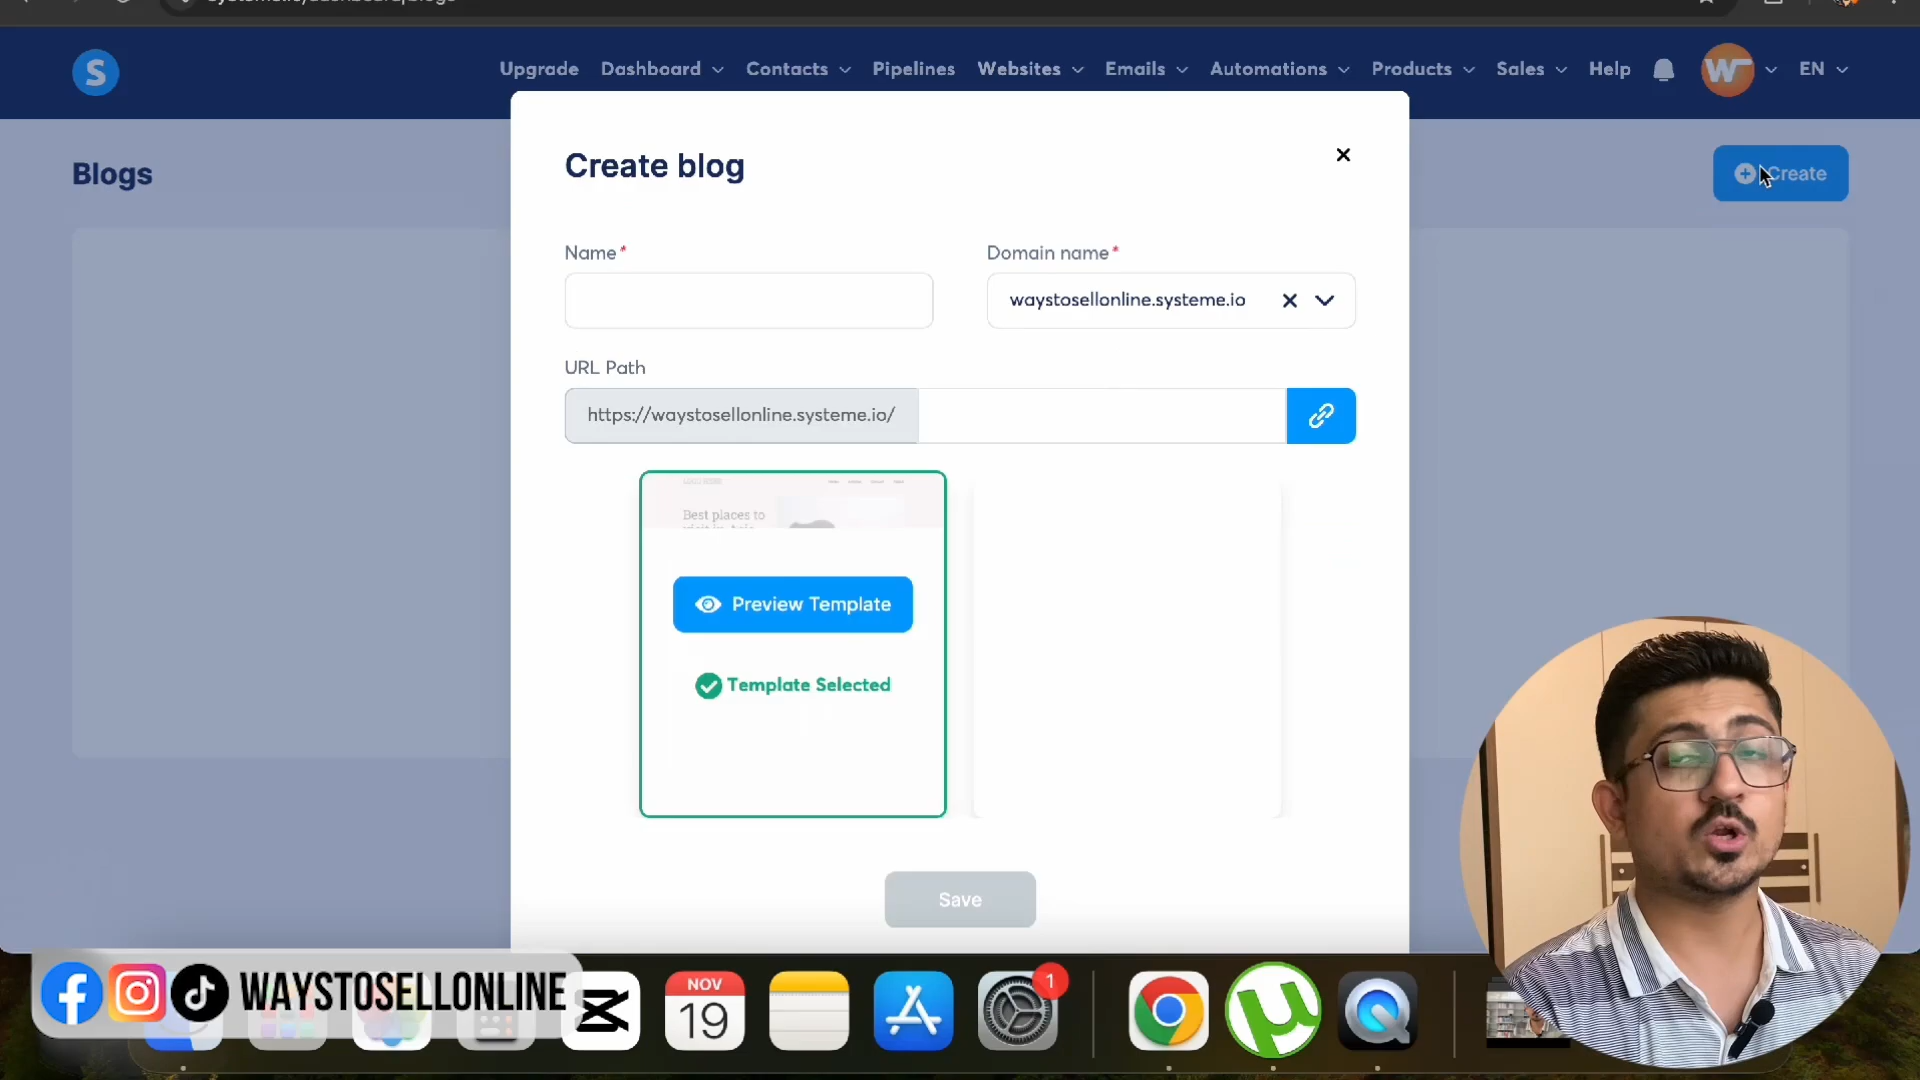 S
Upgrade Dashboard Contacts Pipelines Websites Emails Automations Products Sales Help EN
Blogs
Create
Create blog
Name*
Domain name*
waystosellonline.systeme.io
URL Path
https://waystosellonline.systeme.io/
Best places to
Preview Template
Template Selected
Save
WAYSTOSELLONLINE
NOV
19
1